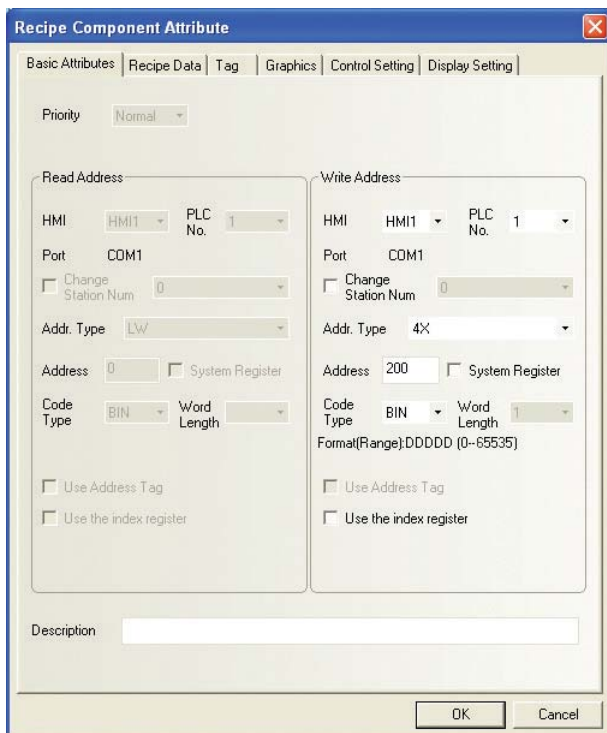 Recipe Component Attribute
Basic Attributes Recipe Data Tag Graphics Control Setting Display Setting
Priority Normal
Read Address
HMI HMI1 PLC No. 1
Port COM1
Change Station Num 0
Addr. Type LW
Address 0 System Register
Code Type BIN Word Length
Use Address Tag
Use the index register
Write Address
HMI HMI1 PLC No. 1
Port COM1
Change Station Num 0
Addr. Type 4X
Address 200 System Register
Code Type BIN Word Length 1
Format(Range):DDDDD (0--65535)
Use Address Tag
Use the index register
Description
OK Cancel